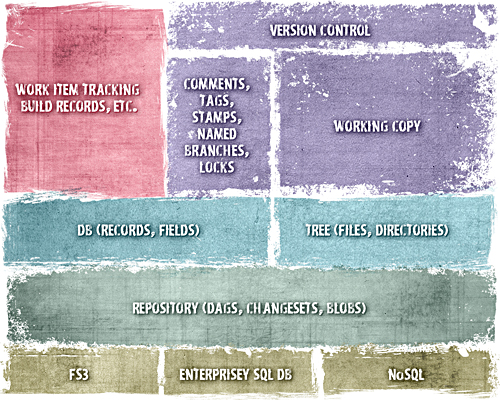 VERSION CONTROL
WORK ITEM TRACKING
BUILD RECORDS, ETC.
COMMENTS,
TAGS,
STAMPS,
NAMED
BRANCHES,
LOCKS
WORKING COPY
DB (RECORDS, FIELDS)
TREE (FILES, DIRECTORIES)
REPOSITORY (DAGS, CHANGESETS, BLOBS)
FS3
ENTERPRISEY SQL DB
NoSQL